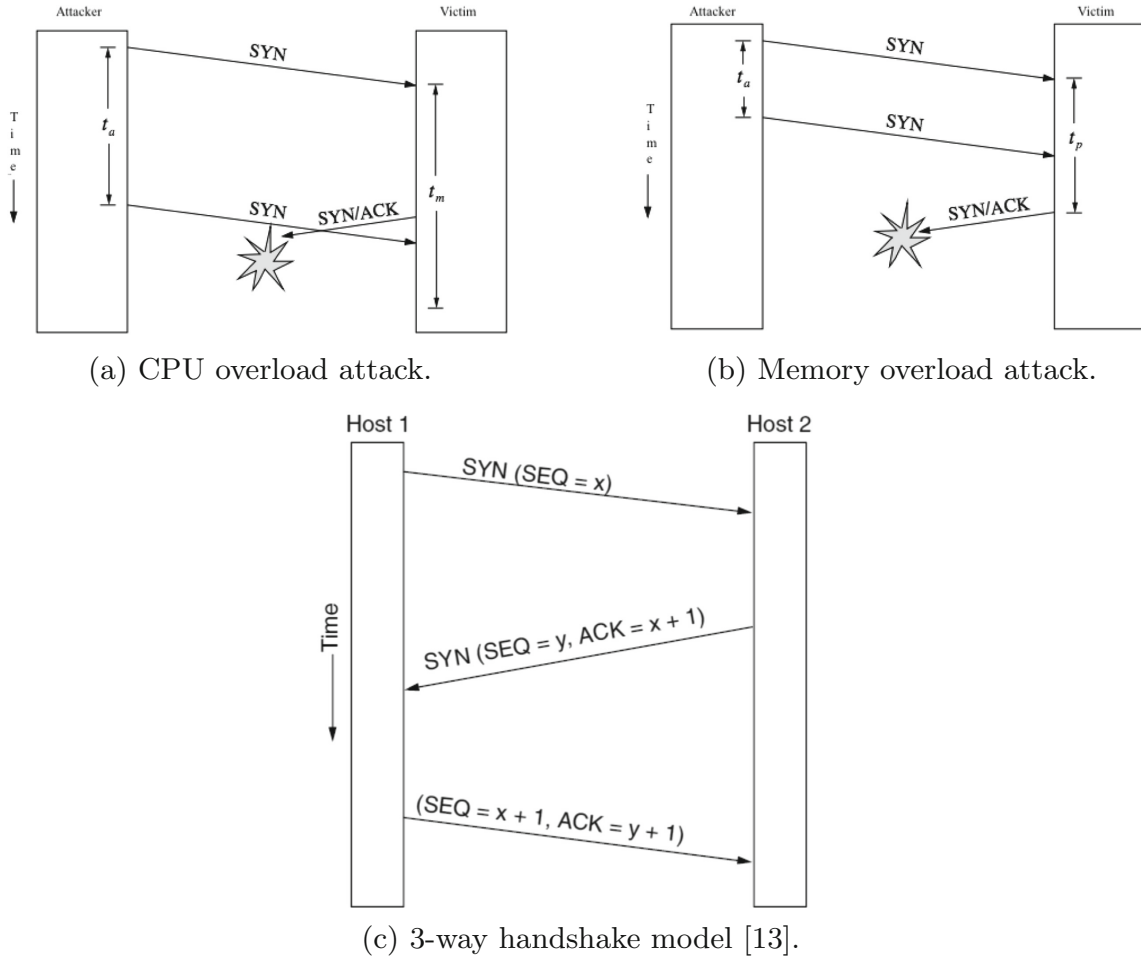 Attacker
Victim
SYN
t_a
Time
t_m
SYN
SYN/ACK
(a) CPU overload attack.
Attacker
Victim
SYN
t_a
Time
SYN
t_p
SYN/ACK
(b) Memory overload attack.
Host 1
Host 2
SYN (SEQ = x)
Time
SYN (SEQ = y, ACK = x + 1)
(SEQ = x + 1, ACK = y + 1)
(c) 3-way handshake model [13].